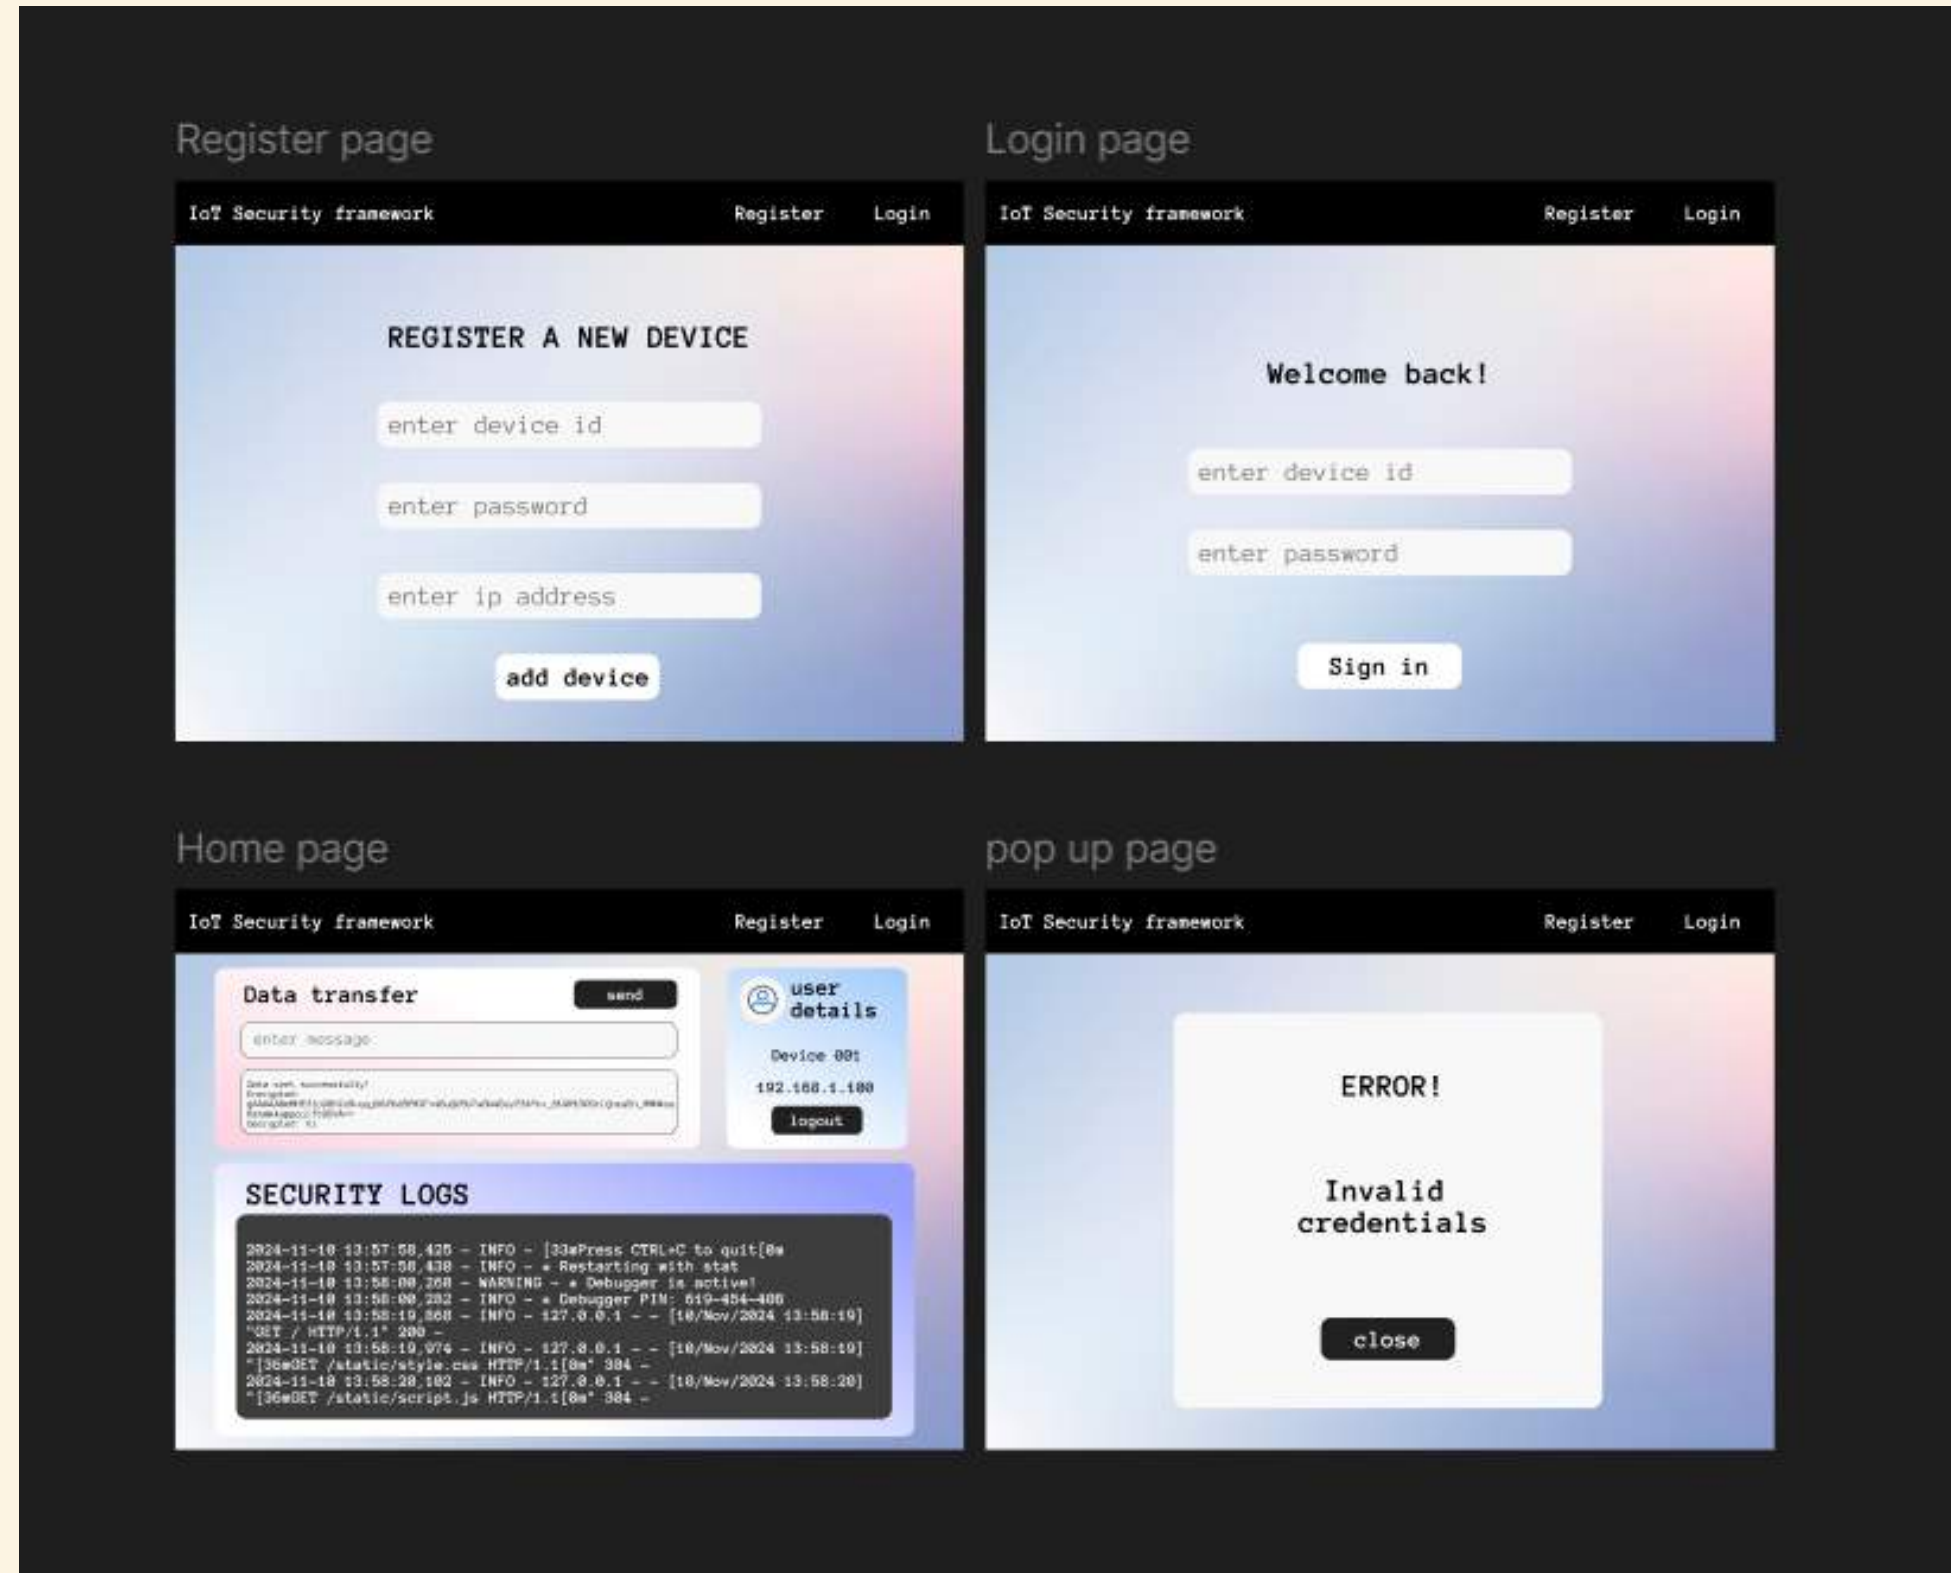 Register page
IoT Security framework Register Login
REGISTER A NEW DEVICE
enter device id
enter password
enter ip address
add device
Login page
IoT Security framework Register Login
Welcome back!
enter device id
enter password
Sign in
Home page
IoT Security framework Register Login
Data transfer
send
enter message
Data sent successfully!
Encrypted:
user
details
Device 001
192.168.1.100
logout
SECURITY LOGS
2024-11-10 13:57:58,425 - INFO - [33mPress CTRL+C to quit[0m
2024-11-10 13:57:58,430 - INFO - * Restarting with stat
2024-11-10 13:58:00,260 - WARNING - * Debugger is active!
2024-11-10 13:58:00,282 - INFO - * Debugger PIN:
2024-11-10 13:58:19,868 - INFO - 127.0.0.1 - - [10/Nov/2024 13:58:19]
"GET / HTTP/1.1" 200 -
2024-11-10 13:58:19,974 - INFO - 127.0.0.1 - - [10/Nov/2024 13:58:19]
"[36mGET /static/style.css HTTP/1.1[0m" 304 -
2024-11-10 13:58:20,102 - INFO - 127.0.0.1 - - [10/Nov/2024 13:58:20]
"[36mGET /static/script.js HTTP/1.1[0m" 304 -
pop up page
IoT Security framework Register Login
ERROR!
Invalid
credentials
close